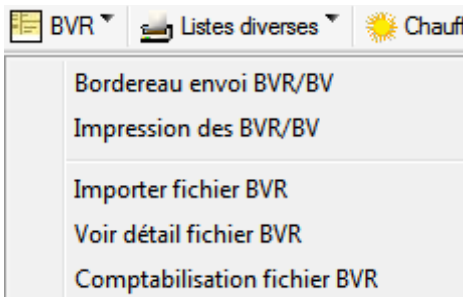 BVR Listes diverses Chauff
Bordereau envoi BVR/BV
Impression des BVR/BV
Importer fichier BVR
Voir détail fichier BVR
Comptabilisation fichier BVR